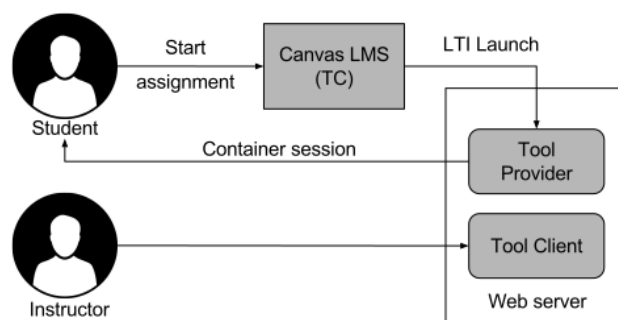 Start
assignment
Canvas LMS
(TC)
LTI Launch
Student
Container session
Tool
Provider
Tool Client
Instructor
Web server